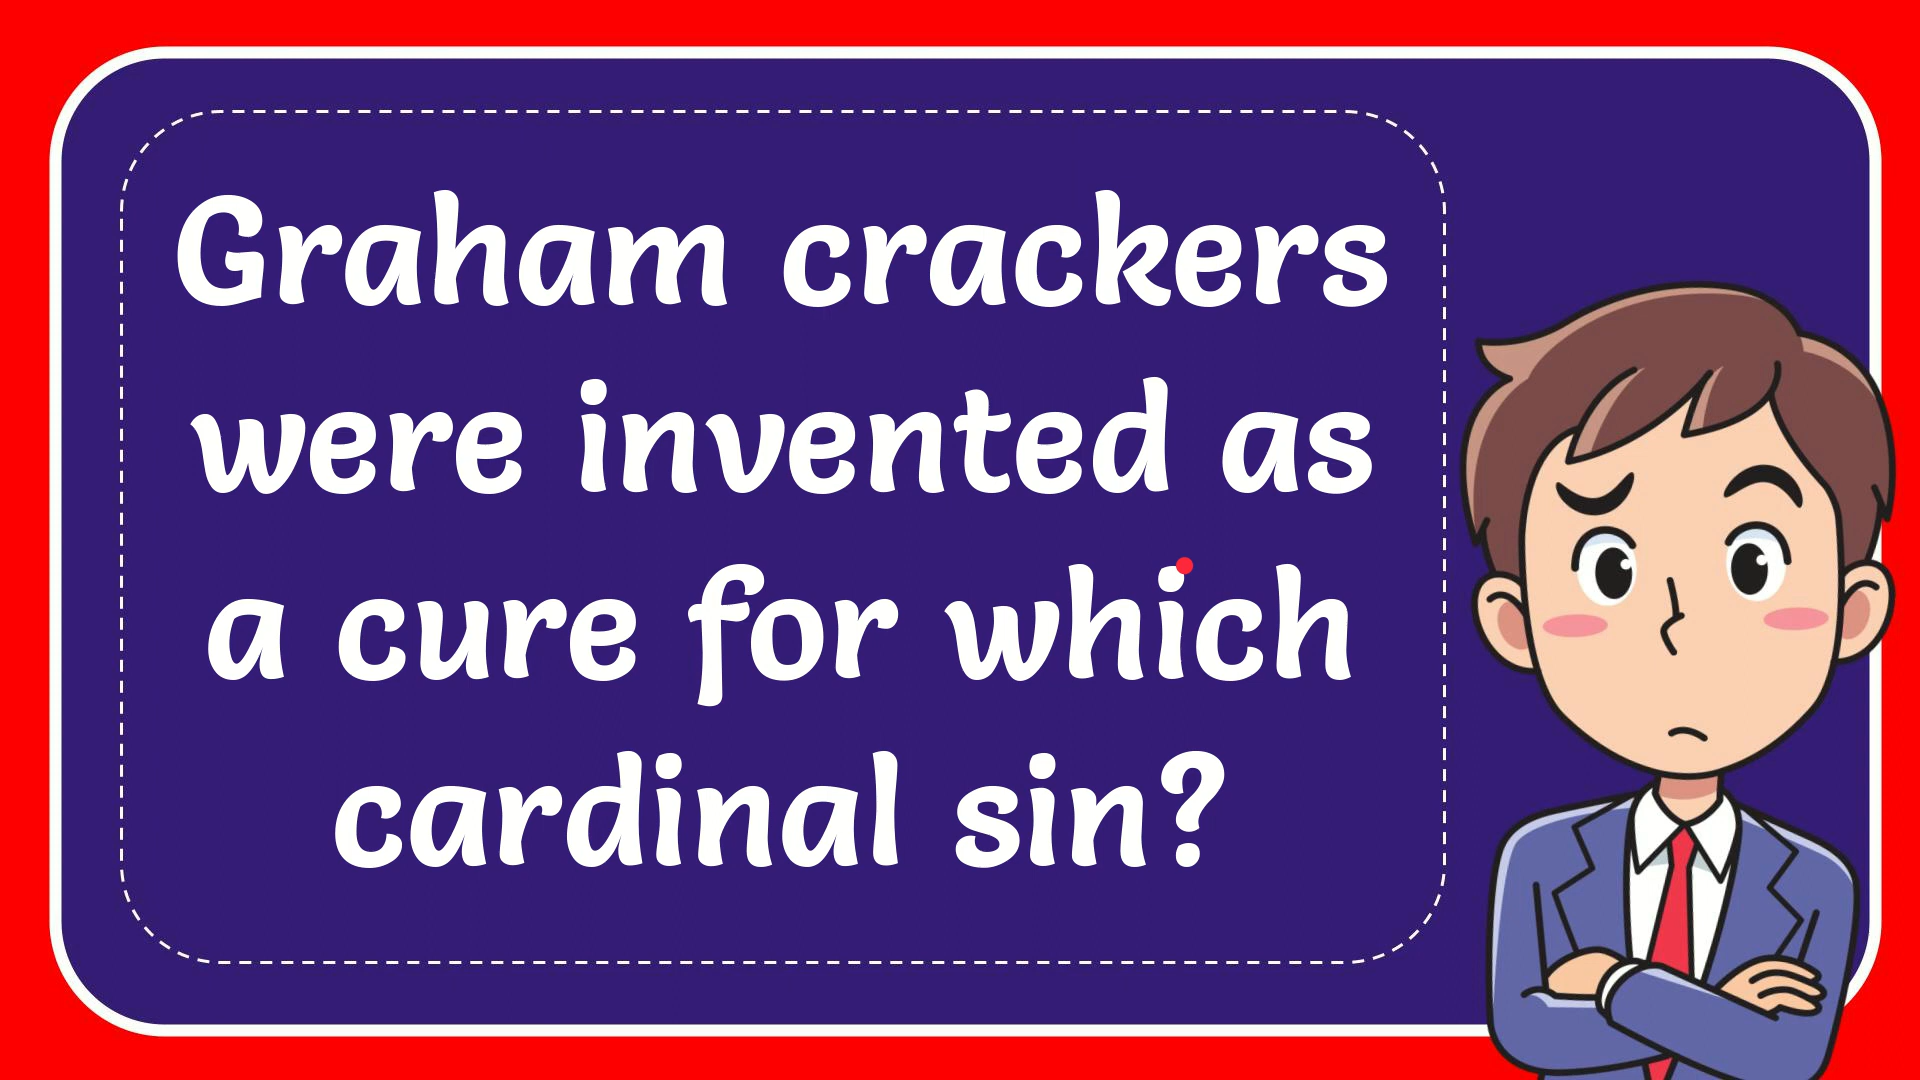 Graham crackers
were invented as
a cure for which
cardinal sin?